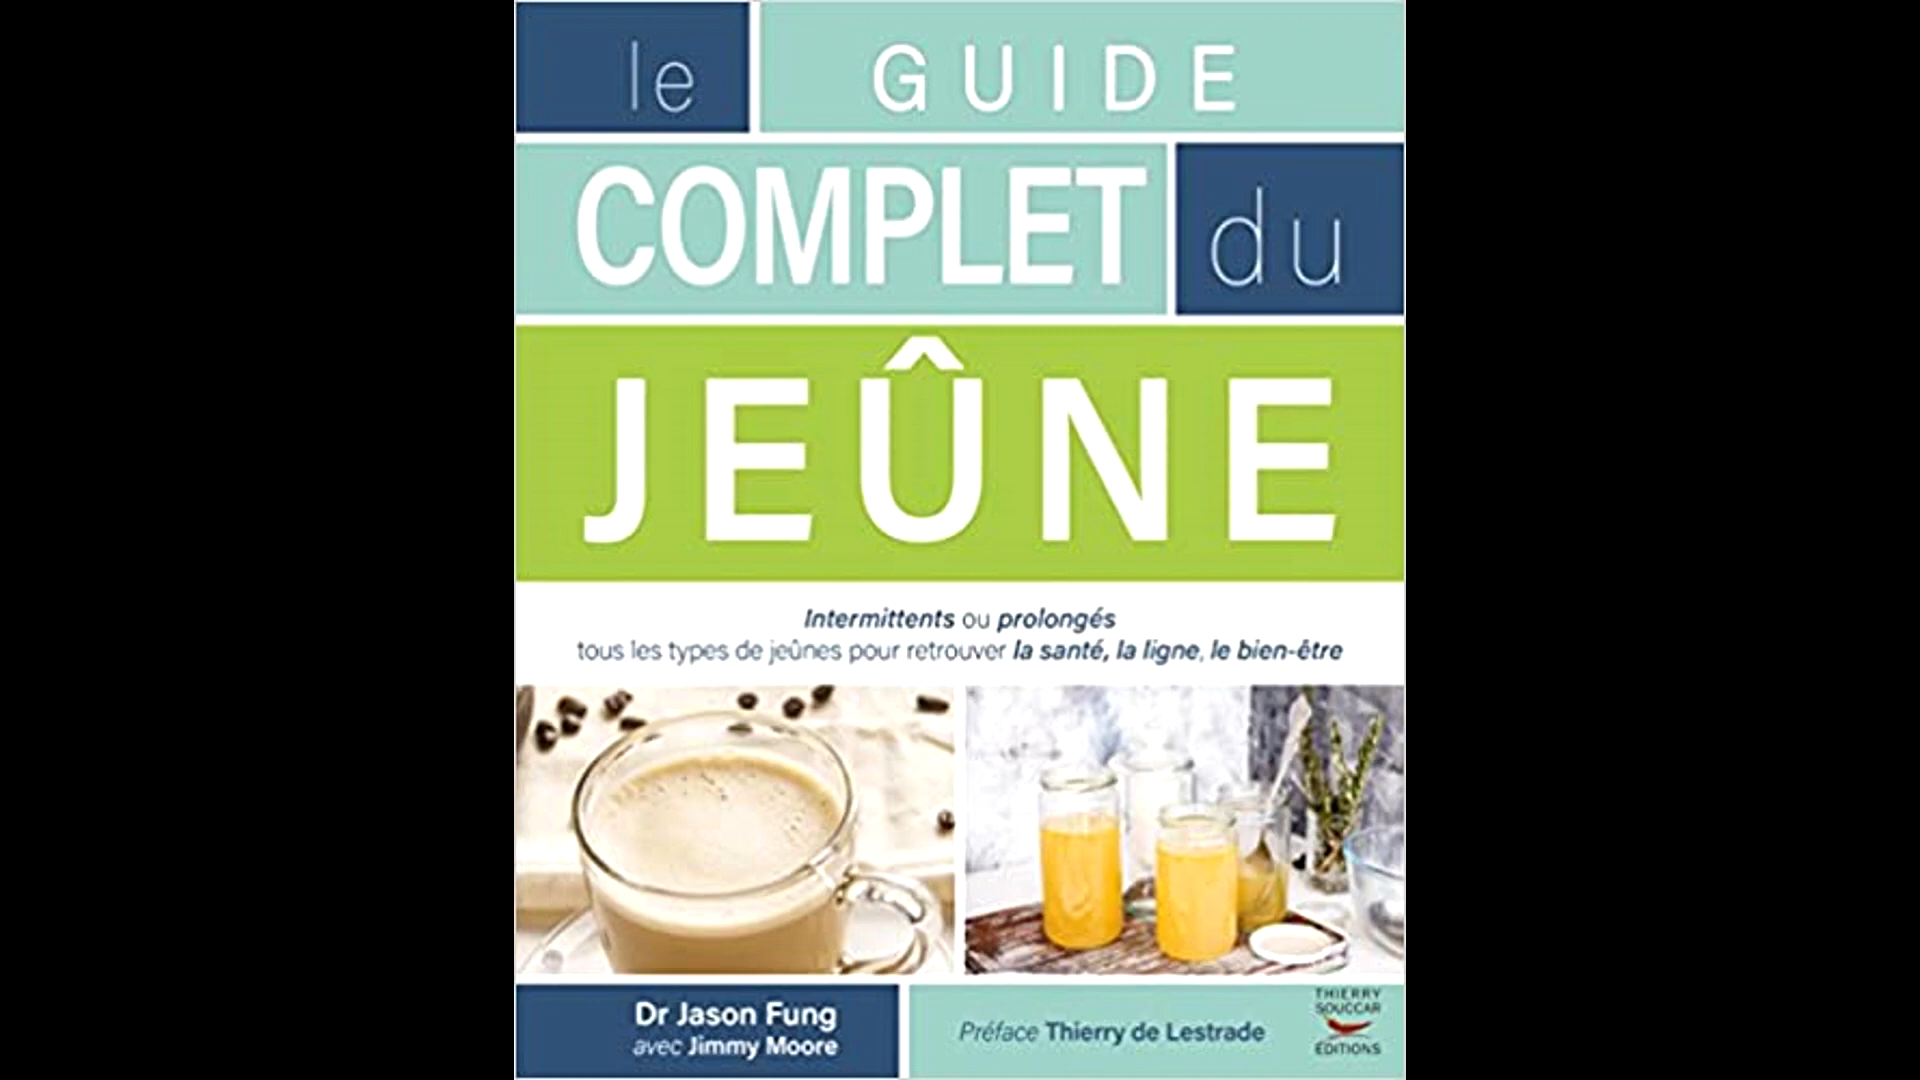 le GUIDE
COMPLET du
JEÛNE
Intermittents ou prolongés
tous les types de jeûnes pour retrouver la santé, la ligne, le bien-être
Dr Jason Fung
avec Jimmy Moore
Préface Thierry de Lestrade
THIERRY
SOUCCAR
ÉDITIONS